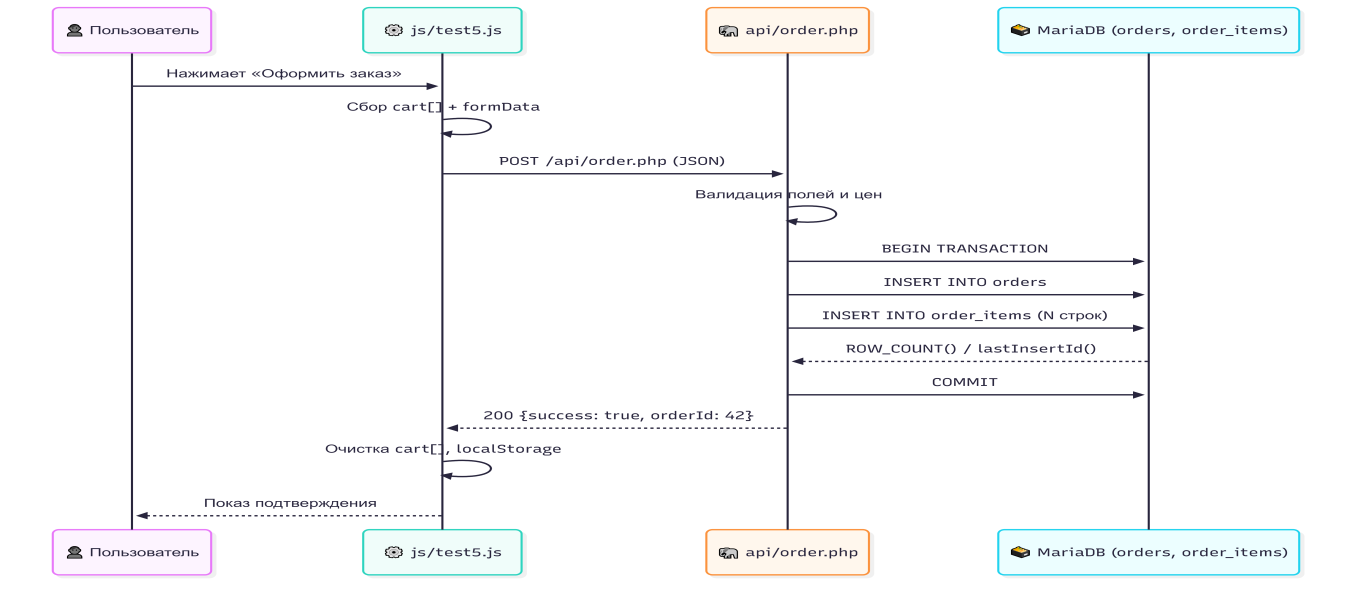 Пользователь
js/test5.js
api/order.php
MariaDB (orders, order_items)
Нажимает «Оформить заказ»
Сбор cart[] + formData
POST /api/order.php (JSON)
Валидация полей и цен
BEGIN TRANSACTION
INSERT INTO orders
INSERT INTO order_items (N строк)
ROW_COUNT() / lastInsertId()
COMMIT
200 {success: true, orderId: 42}
Очистка cart[], localStorage
Показ подтверждения
Пользователь
js/test5.js
api/order.php
MariaDB (orders, order_items)